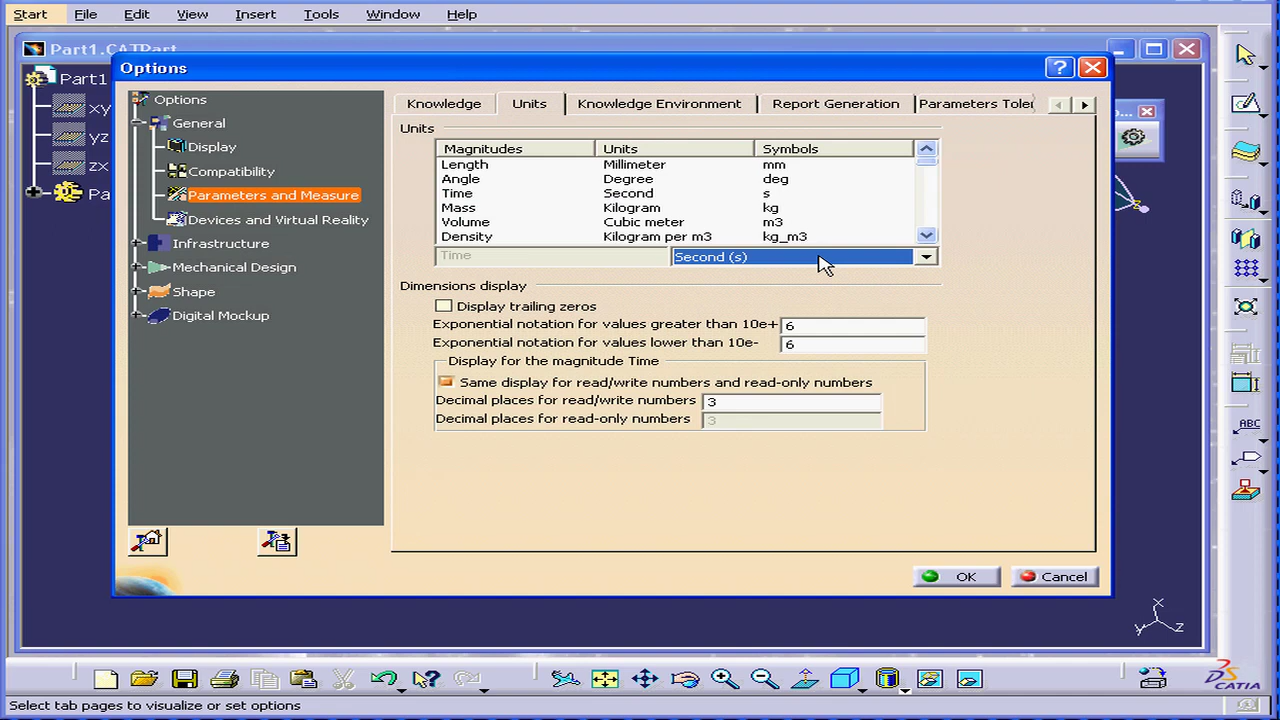 Start File Edit View Insert Tools Window Help
Part1.CATPart
Options
Part1
xy
yz
zx
Pa
Options
General
Display
Compatibility
Parameters and Measure
Devices and Virtual Reality
Infrastructure
Mechanical Design
Shape
Digital Mockup
Knowledge Units Knowledge Environment Report Generation Parameters Toler
Units
Magnitudes Units Symbols
Length Millimeter mm
Angle Degree deg
Time Second s
Mass Kilogram kg
Volume Cubic meter m3
Density Kilogram per m3 kg_m3
Time Second (s)
Dimensions display
Display trailing zeros
Exponential notation for values greater than 10e+ 6
Exponential notation for values lower than 10e- 6
Display for the magnitude Time
Same display for read/write numbers and read-only numbers
Decimal places for read/write numbers 3
Decimal places for read-only numbers 3
OK Cancel
ABC
x
y z
CATIA
Select tab pages to visualize or set options